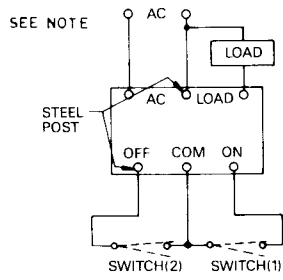 SEE NOTE
AC
LOAD
AC LOAD
STEEL
POST
OFF COM ON
SWITCH(2) SWITCH(1)